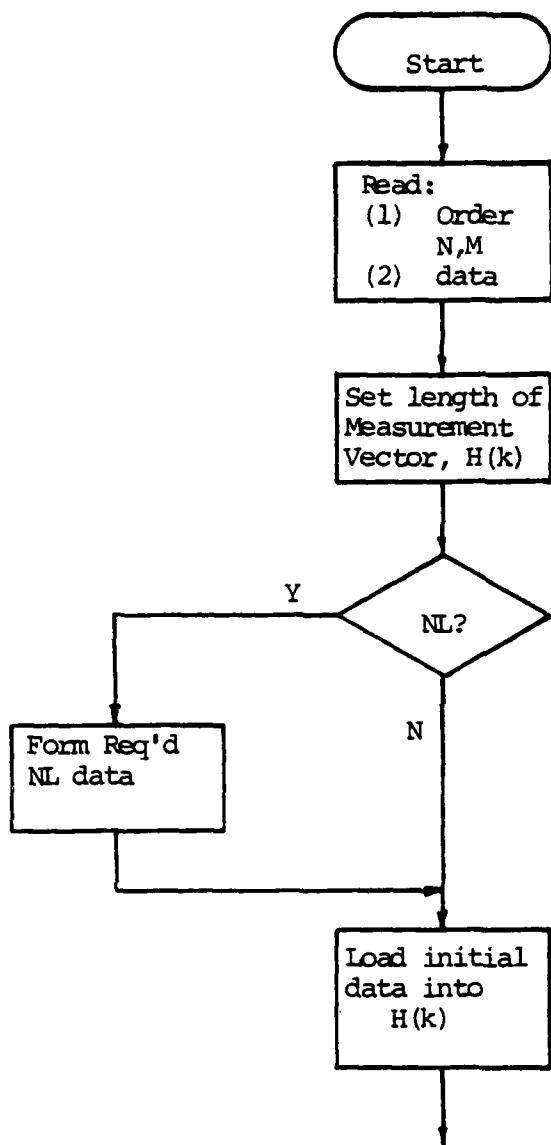 Start
Read:
(1) Order
N,M
(2) data
Set length of
Measurement
Vector, H(k)
NL?
Y
N
Form Req'd
NL data
Load initial
data into
H(k)